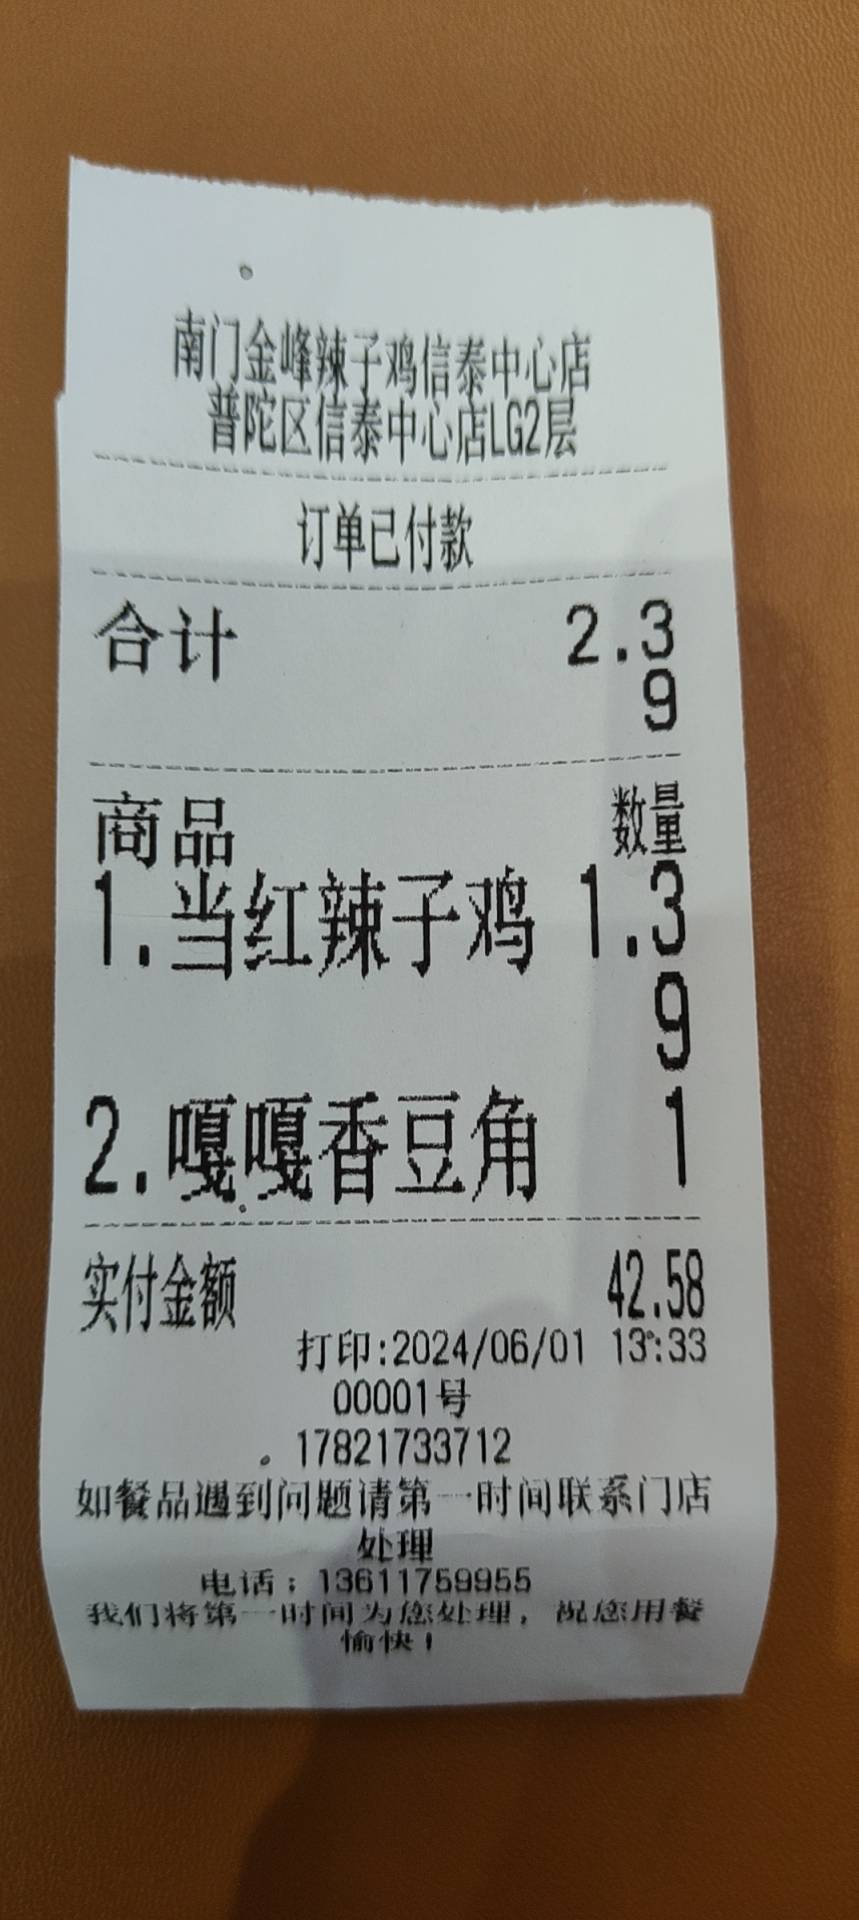 南门金峰辣子鸡信泰中心店
普陀区信泰中心店LG2层
订单已付款
合计 2.3
9
商品 数量
1.当红辣子鸡 1.3
9
2.嘎嘎香豆角 1
实付金额 42.58
打印:2024/06/01 13:33
00001号
17821733712
如餐品遇到问题请第一时间联系门店
处理
电话：13611759955
我们将第一时间为您处理，祝您用餐
愉快！